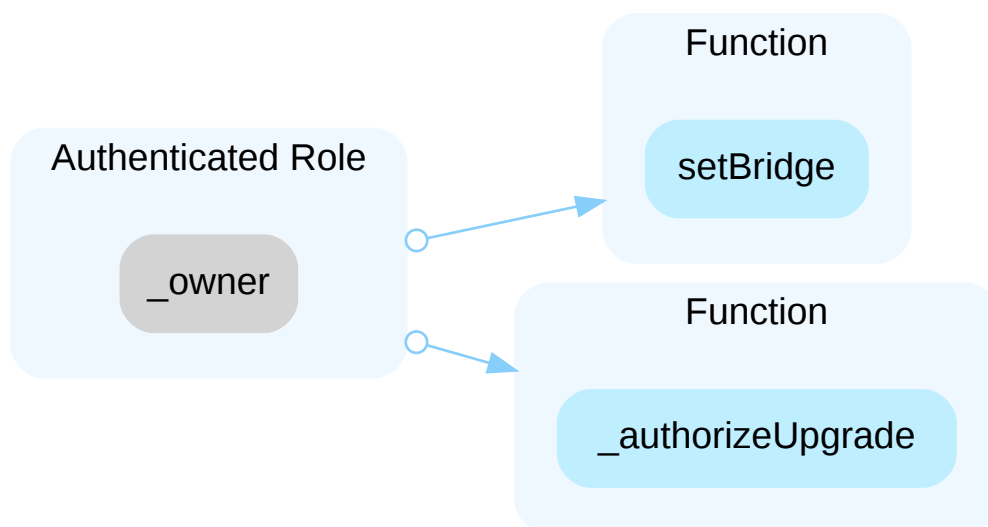 Authenticated Role
_owner
Function
setBridge
Function
_authorizeUpgrade